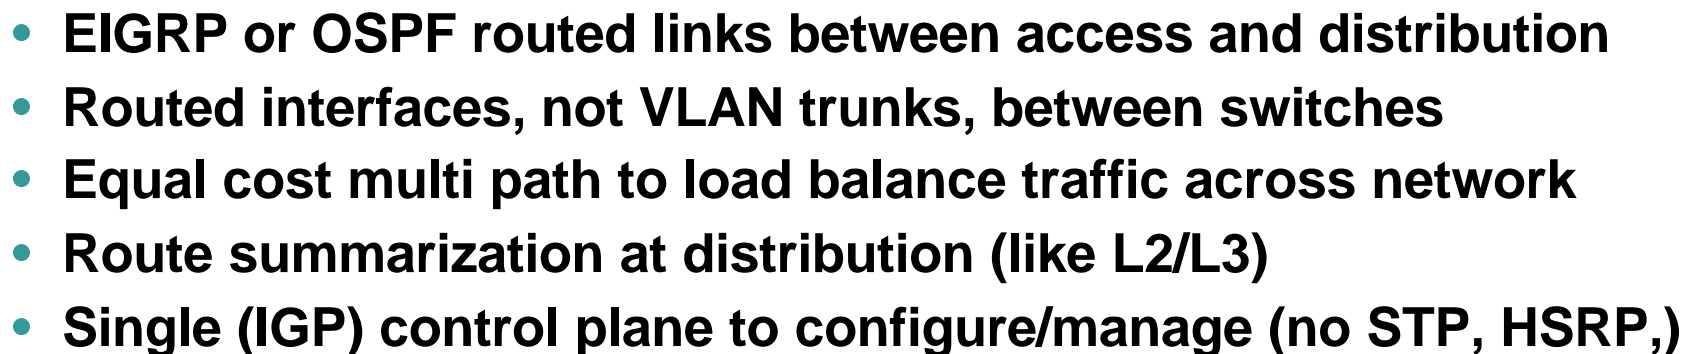 • EIGRP or OSPF routed links between access and distribution
• Routed interfaces, not VLAN trunks, between switches
• Equal cost multi path to load balance traffic across network
• Route summarization at distribution (like L2/L3)
• Single (IGP) control plane to configure/manage (no STP, HSRP,)